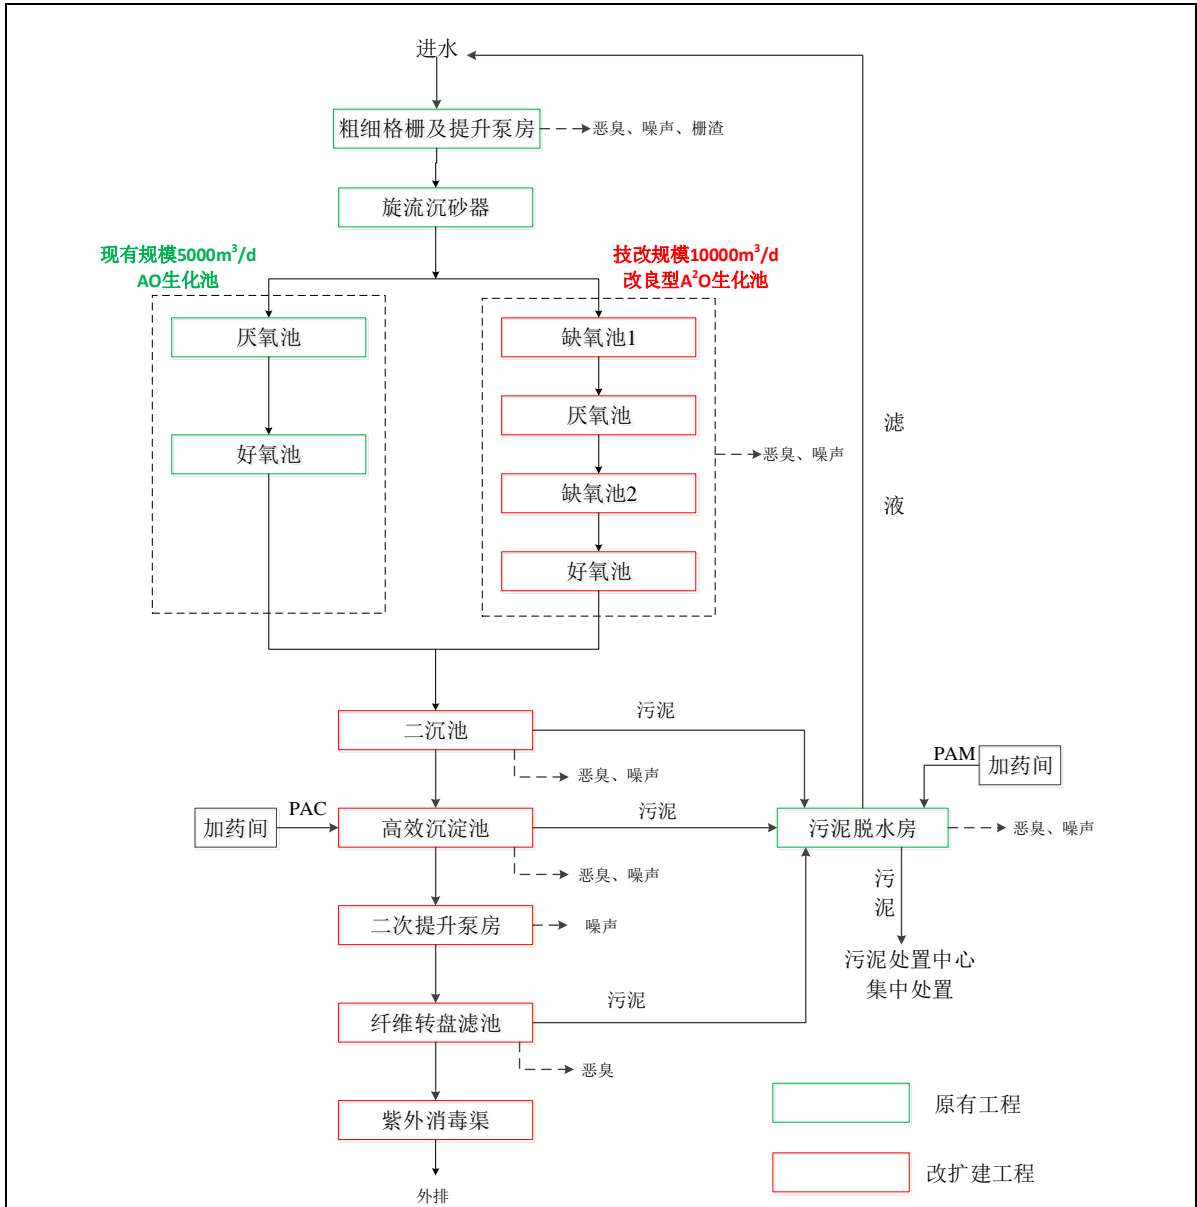 进水
粗细格栅及提升泵房
恶臭、噪声、栅渣
旋流沉砂器
现有规模5000m³/d
AO生化池
技改规模10000m³/d
改良型A²O生化池
厌氧池
好氧池
缺氧池1
厌氧池
缺氧池2
好氧池
恶臭、噪声
滤
液
二沉池
污泥
恶臭、噪声
PAM
加药间
加药间
PAC
高效沉淀池
污泥
污泥脱水房
恶臭、噪声
恶臭、噪声
污
泥
二次提升泵房
噪声
污泥处置中心
集中处置
纤维转盘滤池
污泥
恶臭
紫外消毒渠
外排
原有工程
改扩建工程